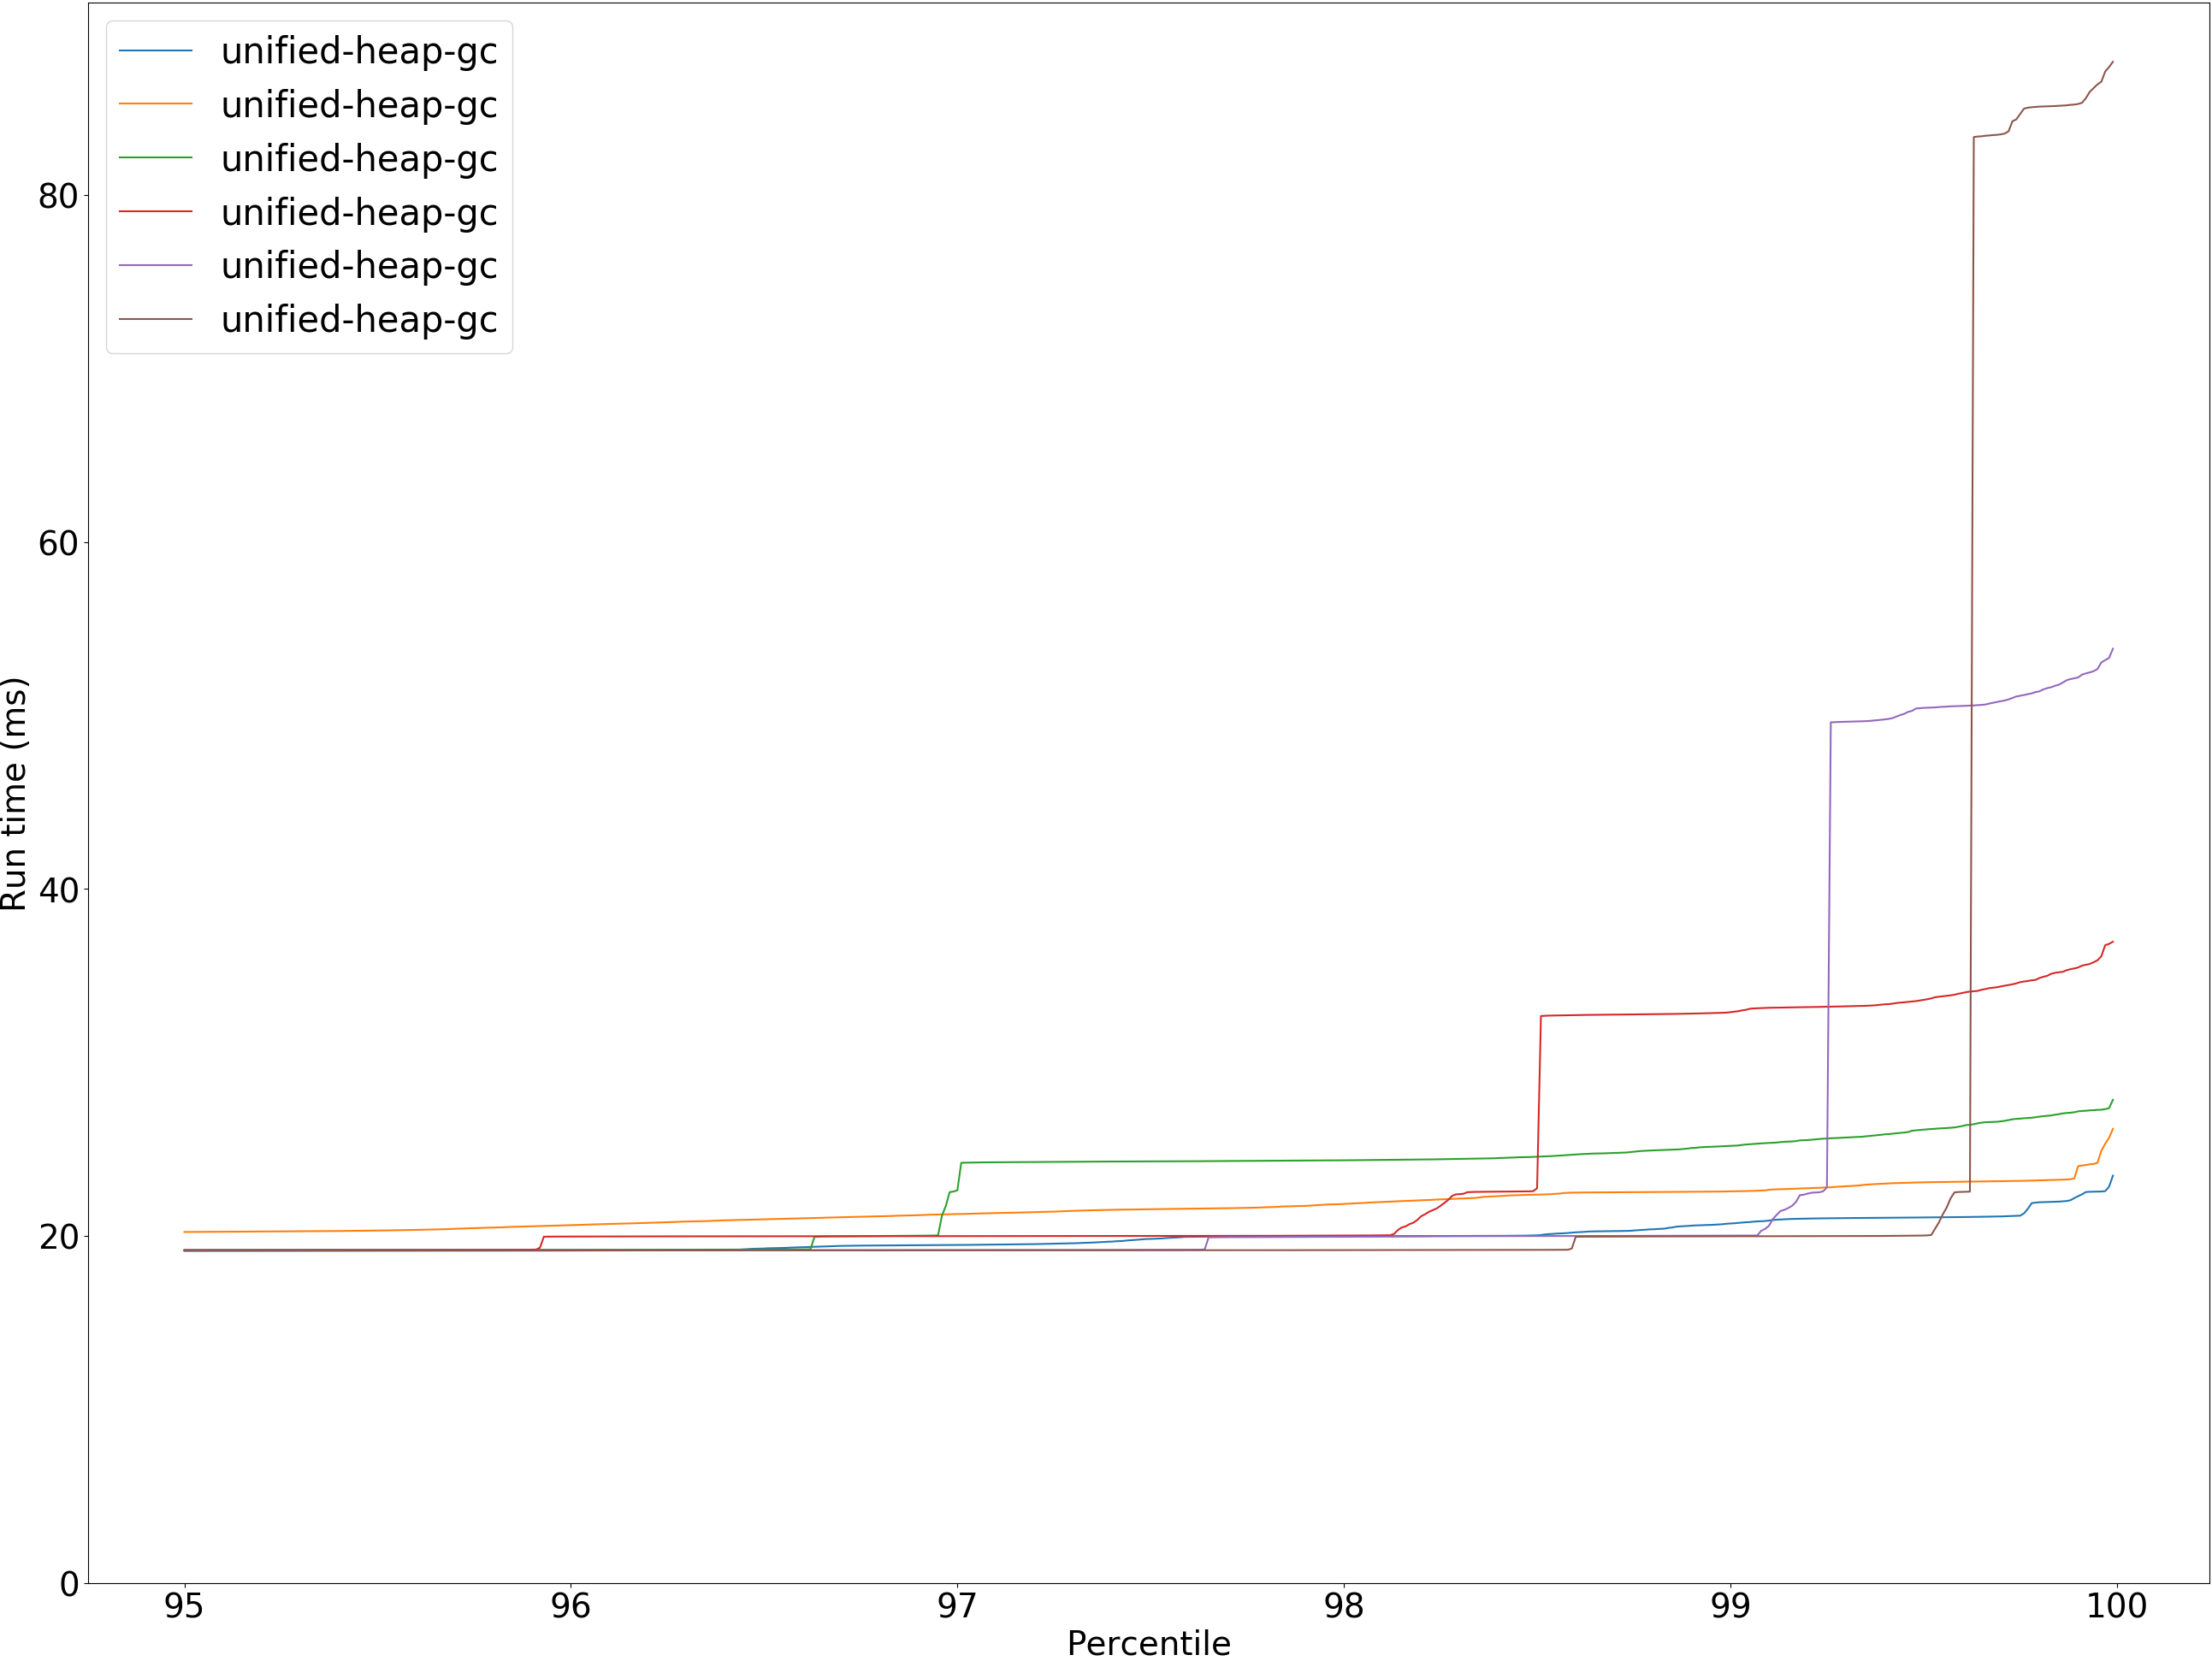 unified-heap-gc
unified-heap-gc
unified-heap-gc
unified-heap-gc
unified-heap-gc
unified-heap-gc
80
60
40
20
0
Run time (ms)
95 96 97 98 99 100
Percentile